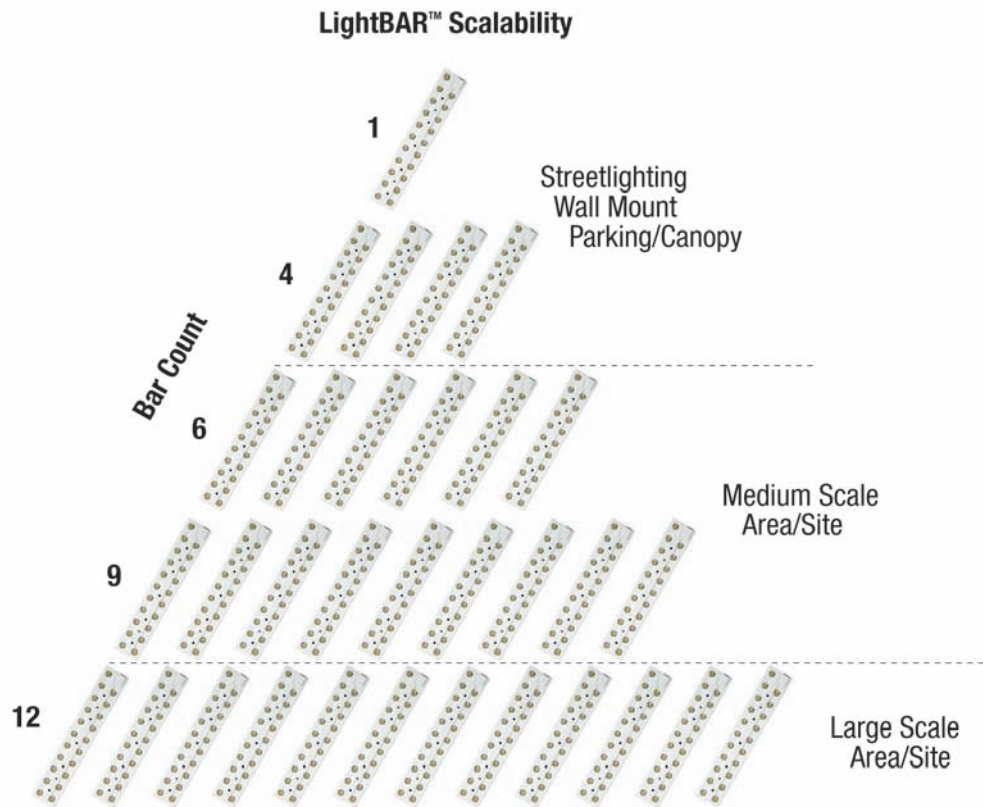 LightBAR™ Scalability
1
Streetlighting
Wall Mount
Parking/Canopy
4
Bar Count
6
Medium Scale
Area/Site
9
12
Large Scale
Area/Site